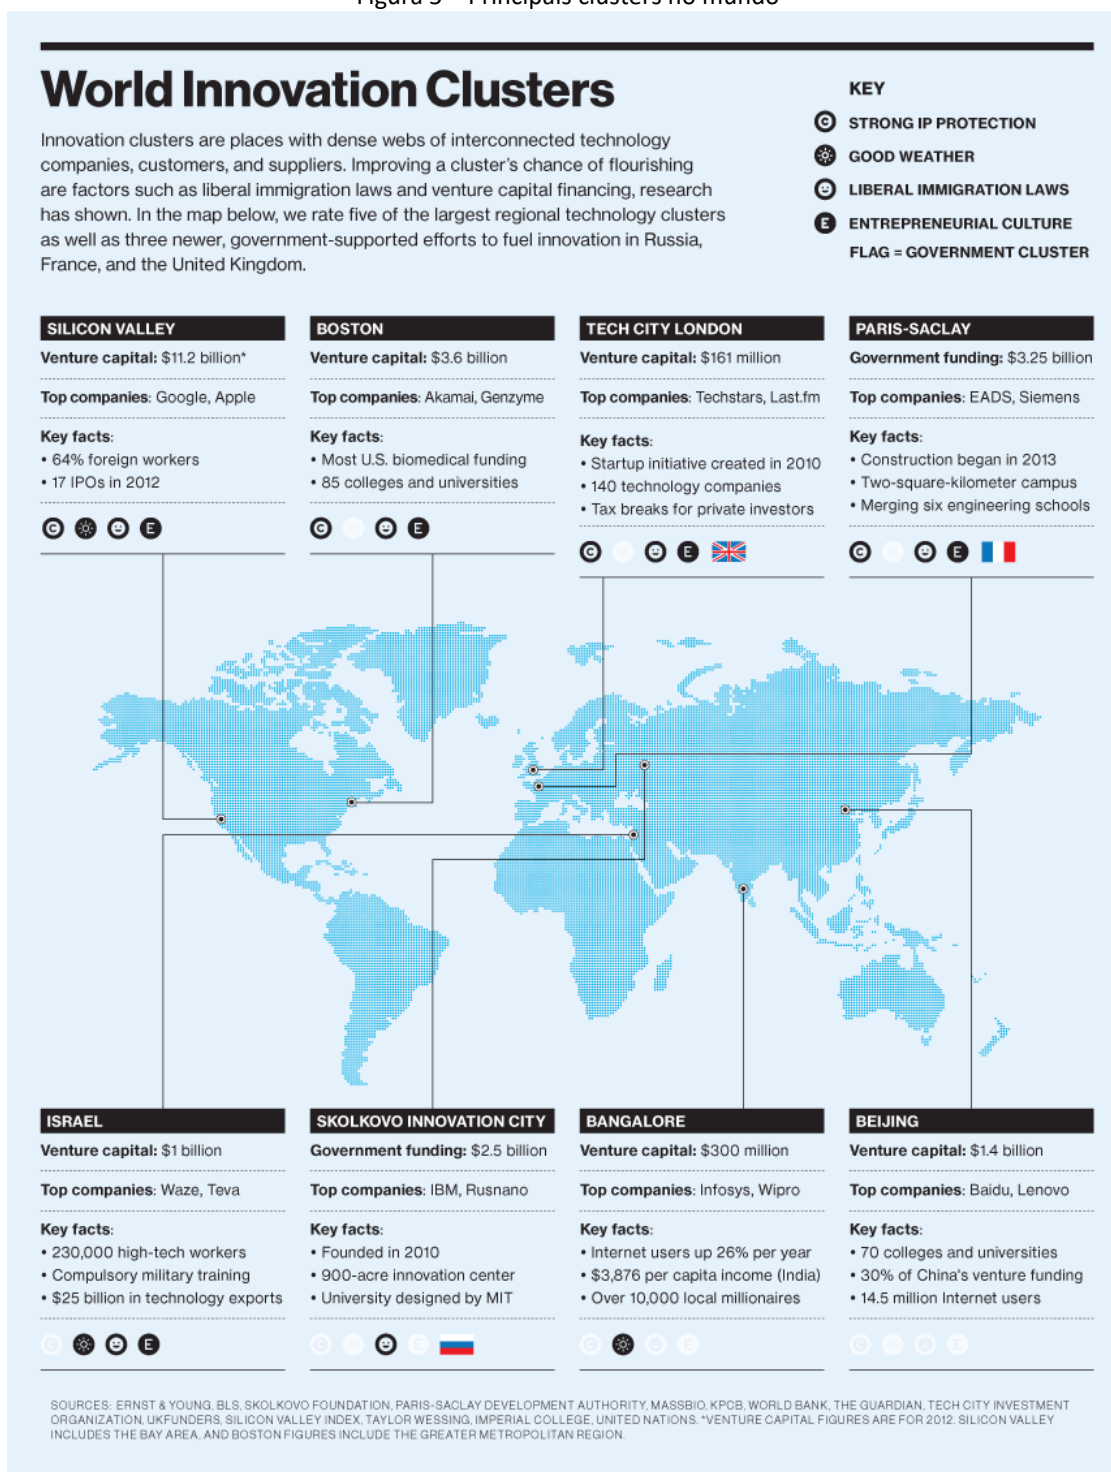 Figura 3 – Principais clusters no mundo
World Innovation Clusters
Innovation clusters are places with dense webs of interconnected technology
companies, customers, and suppliers. Improving a cluster's chance of flourishing
are factors such as liberal immigration laws and venture capital financing, research
has shown. In the map below, we rate five of the largest regional technology clusters
as well as three newer, government-supported efforts to fuel innovation in Russia,
France, and the United Kingdom.
KEY
STRONG IP PROTECTION
GOOD WEATHER
LIBERAL IMMIGRATION LAWS
E ENTREPRENEURIAL CULTURE
FLAG = GOVERNMENT CLUSTER
SILICON VALLEY
Venture capital: $11.2 billion*
Top companies: Google, Apple
Key facts:
• 64% foreign workers
• 17 IPOs in 2012
BOSTON
Venture capital: $3.6 billion
Top companies: Akamai, Genzyme
Key facts:
• Most U.S. biomedical funding
• 85 colleges and universities
TECH CITY LONDON
Venture capital: $161 million
Top companies: Techstars, Last.fm
Key facts:
• Startup initiative created in 2010
• 140 technology companies
• Tax breaks for private investors
PARIS-SACLAY
Government funding: $3.25 billion
Top companies: EADS, Siemens
Key facts:
• Construction began in 2013
• Two-square-kilometer campus
• Merging six engineering schools
ISRAEL
Venture capital: $1 billion
Top companies: Waze, Teva
Key facts:
• 230,000 high-tech workers
• Compulsory military training
• $25 billion in technology exports
SKOLKOVO INNOVATION CITY
Government funding: $2.5 billion
Top companies: IBM, Rusnano
Key facts:
• Founded in 2010
• 900-acre innovation center
• University designed by MIT
BANGALORE
Venture capital: $300 million
Top companies: Infosys, Wipro
Key facts:
• Internet users up 26% per year
• $3,876 per capita income (India)
• Over 10,000 local millionaires
BEIJING
Venture capital: $1.4 billion
Top companies: Baidu, Lenovo
Key facts:
• 70 colleges and universities
• 30% of China's venture funding
• 14.5 million Internet users
SOURCES: ERNST & YOUNG, BLS, SKOLKOVO FOUNDATION, PARIS-SACLAY DEVELOPMENT AUTHORITY, MASSBIO, KPCB, WORLD BANK, THE GUARDIAN, TECH CITY INVESTMENT
ORGANIZATION, UKFUNDERS, SILICON VALLEY INDEX, TAYLOR WESSING, IMPERIAL COLLEGE, UNITED NATIONS. *VENTURE CAPITAL FIGURES ARE FOR 2012. SILICON VALLEY
INCLUDES THE BAY AREA, AND BOSTON FIGURES INCLUDE THE GREATER METROPOLITAN REGION.